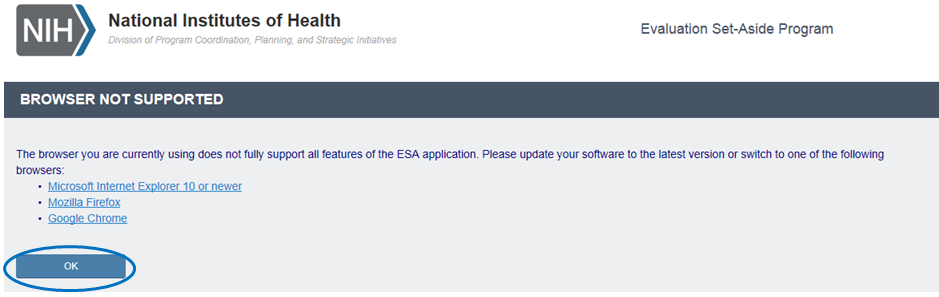 NIH
National Institutes of Health
Division of Program Coordination, Planning, and Strategic Initiatives
Evaluation Set-Aside Program
BROWSER NOT SUPPORTED
The browser you are currently using does not fully support all features of the ESA application. Please update your software to the latest version or switch to one of the following
browsers:
• Microsoft Internet Explorer 10 or newer
• Mozilla Firefox
• Google Chrome
OK